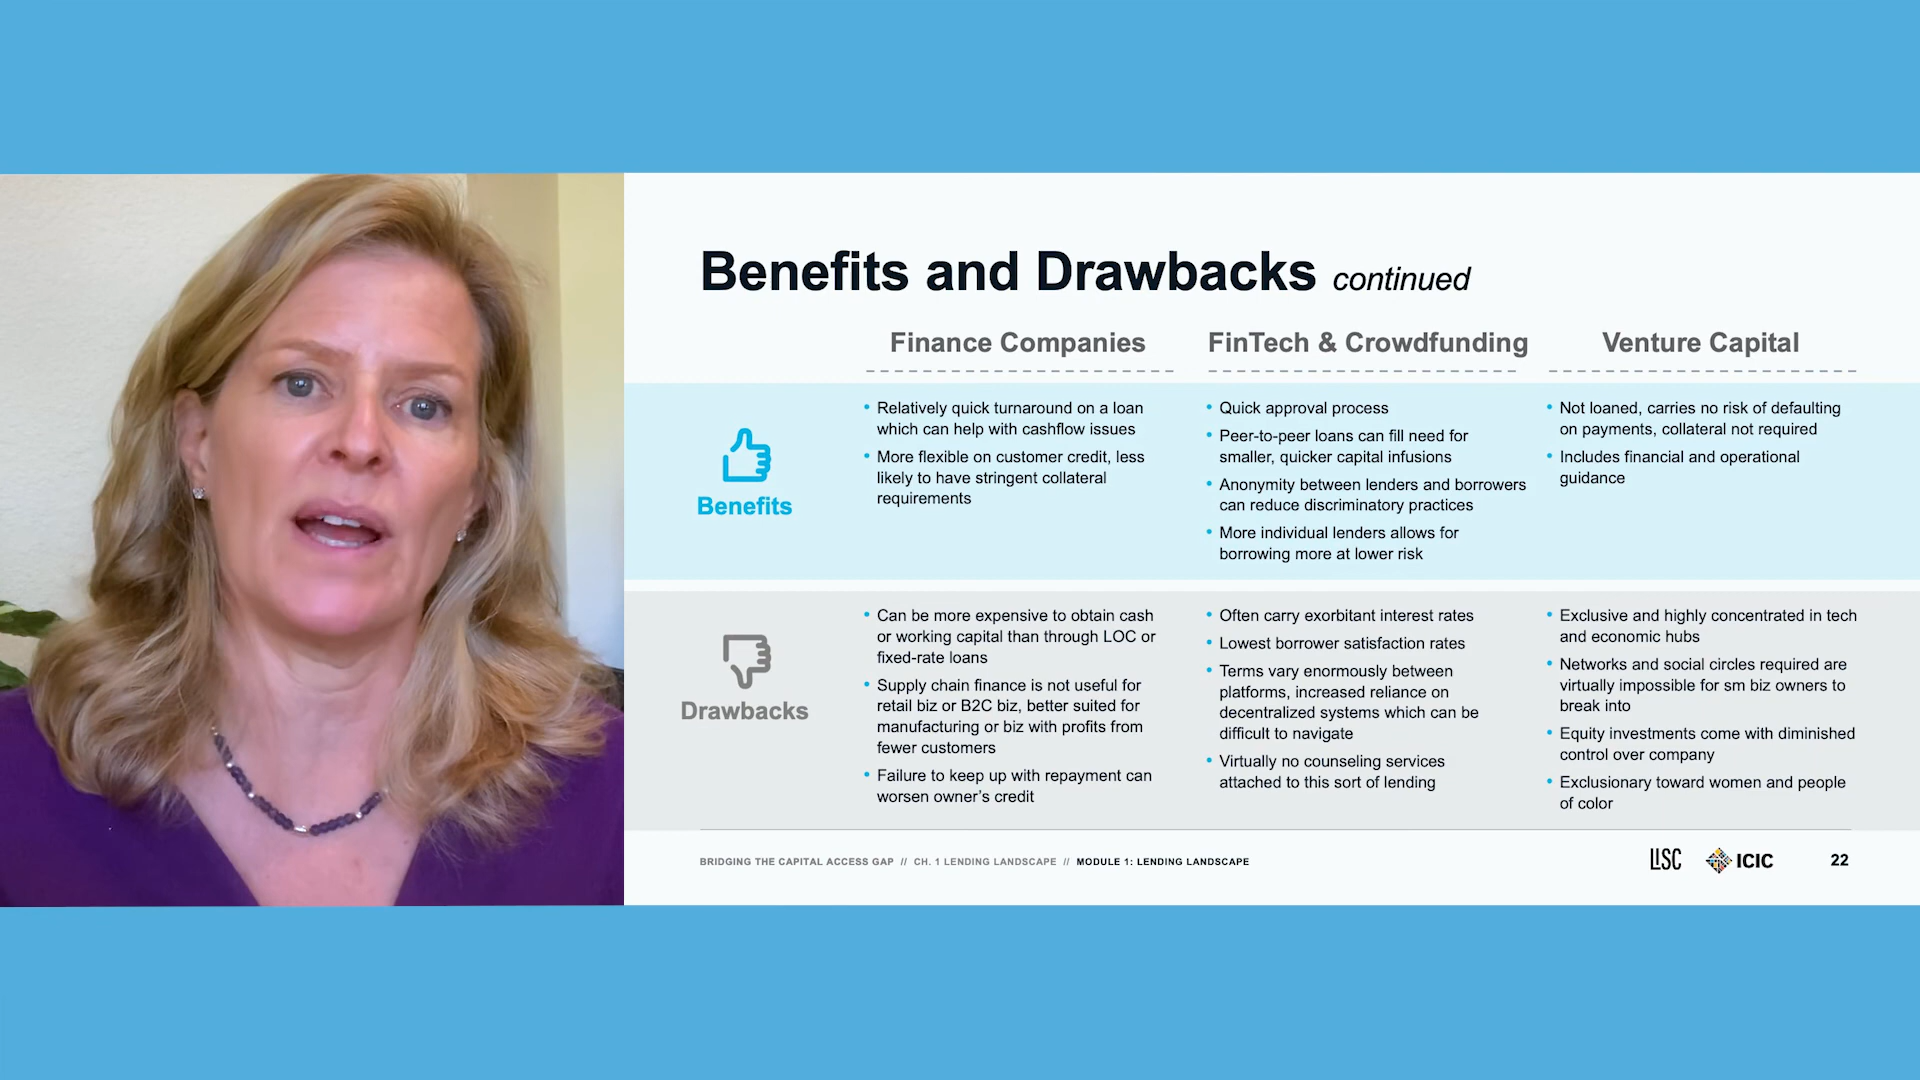 Benefits and Drawbacks continued
Finance Companies
FinTech & Crowdfunding
Venture Capital
Benefits
• Relatively quick turnaround on a loan
which can help with cashflow issues
• More flexible on customer credit, less
likely to have stringent collateral
requirements
• Quick approval process
• Peer-to-peer loans can fill need for
smaller, quicker capital infusions
• Anonymity between lenders and borrowers
can reduce discriminatory practices
• More individual lenders allows for
borrowing more at lower risk
• Not loaned, carries no risk of defaulting
on payments, collateral not required
• Includes financial and operational
guidance
Drawbacks
• Can be more expensive to obtain cash
or working capital than through LOC or
fixed-rate loans
• Supply chain finance is not useful for
retail biz or B2C biz, better suited for
manufacturing or biz with profits from
fewer customers
• Failure to keep up with repayment can
worsen owner's credit
• Often carry exorbitant interest rates
• Lowest borrower satisfaction rates
• Terms vary enormously between
platforms, increased reliance on
decentralized systems which can be
difficult to navigate
• Virtually no counseling services
attached to this sort of lending
• Exclusive and highly concentrated in tech
and economic hubs
• Networks and social circles required are
virtually impossible for sm biz owners to
break into
• Equity investments come with diminished
control over company
• Exclusionary toward women and people
of color
BRIDGING THE CAPITAL ACCESS GAP // CH. 1 LENDING LANDSCAPE // MODULE 1: LENDING LANDSCAPE
LISC
ICIC
22